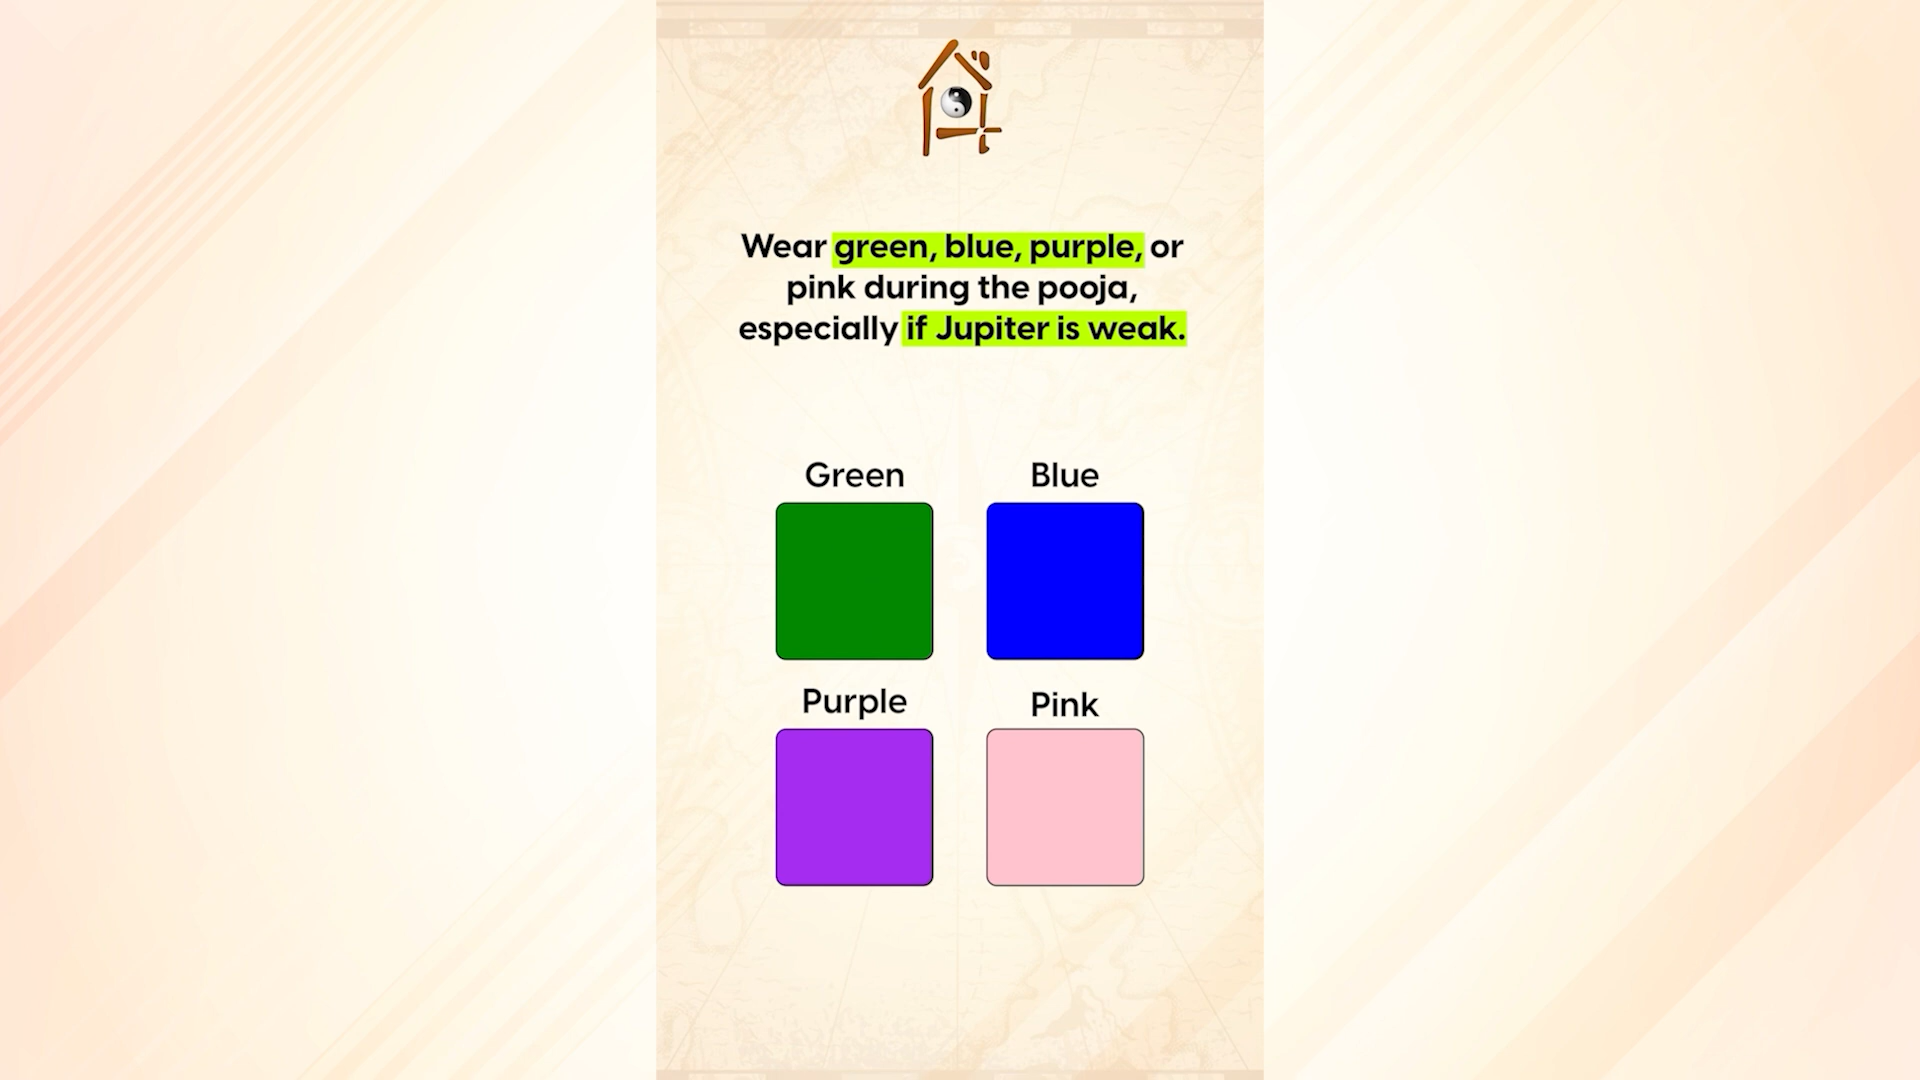 Wear green, blue, purple, or
pink during the pooja,
especially if Jupiter is weak.
Green
Blue
Purple
Pink